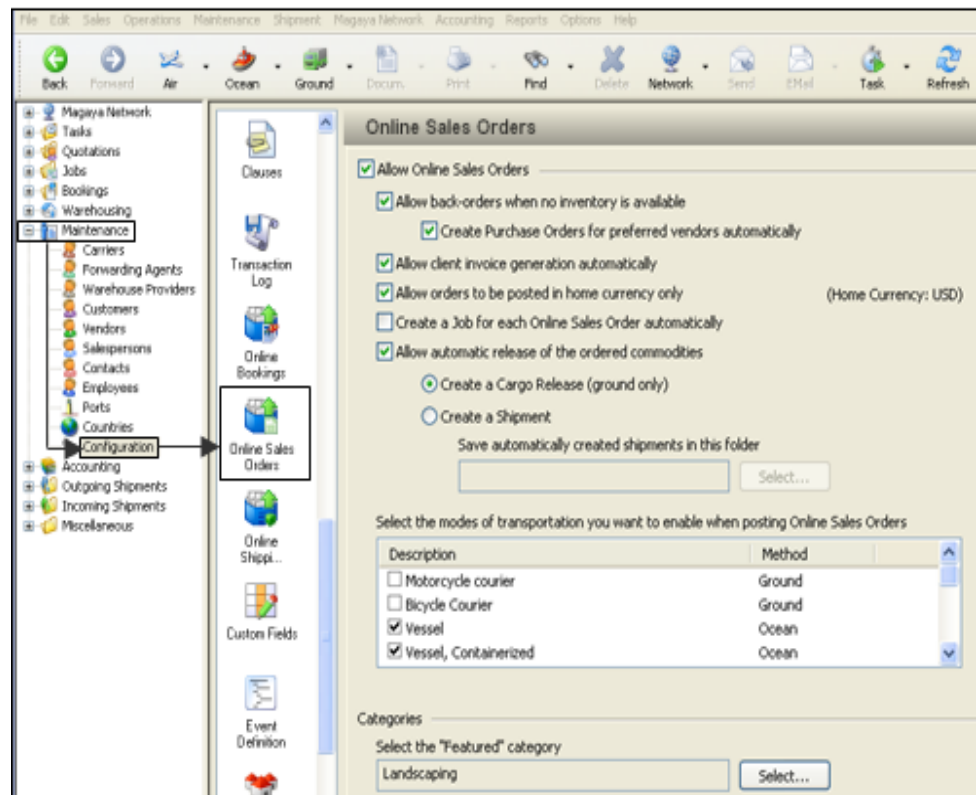 File Edit Sales Operations Maintenance Shipment Magaya Network Accounting Reports Options Help
Back Forward Air Ocean Ground Docum. Print Find Delete Network Send EMail Task Refresh
Magaya Network
Tasks
Quotations
Jobs
Bookings
Warehousing
Maintenance
Carriers
Forwarding Agents
Warehouse Providers
Customers
Vendors
Salespersons
Contacts
Employees
Ports
Countries
Configuration
Accounting
Outgoing Shipments
Incoming Shipments
Miscellaneous
Clauses
Transaction
Log
Online
Bookings
Online Sales
Orders
Online
Shippi...
Custom Fields
Event
Definition
Online Sales Orders
Allow Online Sales Orders
Allow back-orders when no inventory is available
Create Purchase Orders for preferred vendors automatically
Allow client invoice generation automatically
Allow orders to be posted in home currency only (Home Currency: USD)
Create a Job for each Online Sales Order automatically
Allow automatic release of the ordered commodities
Create a Cargo Release (ground only)
Create a Shipment
Save automatically created shipments in this folder
Select...
Select the modes of transportation you want to enable when posting Online Sales Orders
Description Method
Motorcycle courier Ground
Bicycle Courier Ground
Vessel Ocean
Vessel, Containerized Ocean
Categories
Select the "Featured" category
Landscaping Select...